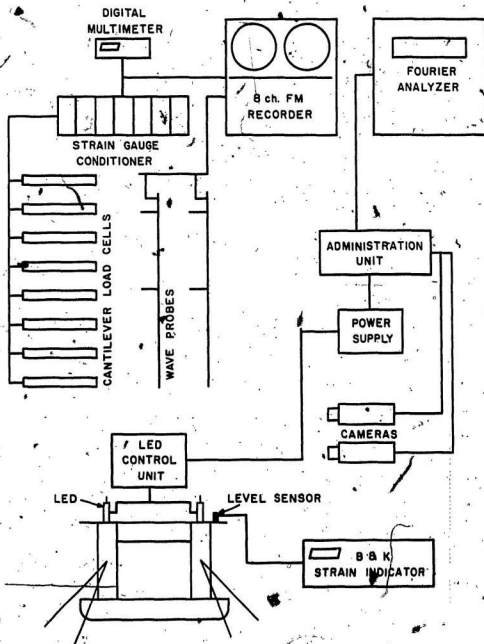 DIGITAL
MULTIMETER
8 ch. FM
RECORDER
FOURIER
ANALYZER
STRAIN GAUGE
CONDITIONER
CANTILEVER LOAD CELLS
WAVE PROBES
ADMINISTRATION
UNIT
POWER
SUPPLY
CAMERAS
LED
CONTROL
UNIT
LED
LEVEL SENSOR
B & K
STRAIN INDICATOR